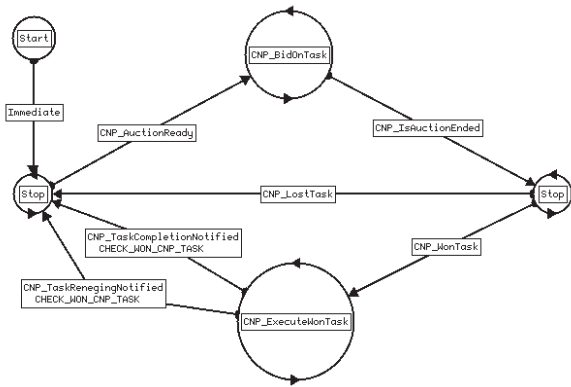 Start
CNP_BidOnTask
Immediate
CNP_AuctionReady
CNP_IsAuctionEnded
Stop
CNP_LostTask
Stop
CNP_TaskCompletionNotified
CHECK_WON_CNP_TASK
CNP_WonTask
CNP_TaskRenegingNotified
CHECK_WON_CNP_TASK
CNP_ExecuteWonTask